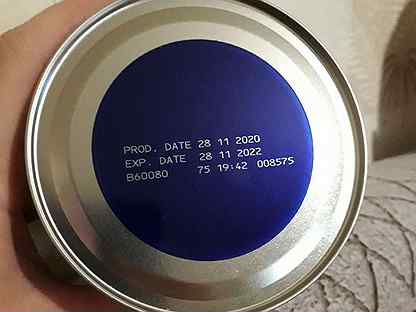 PROD. DATE 28 11 2020
EXP. DATE 28 11 2022
B60080 75 19:42 008575